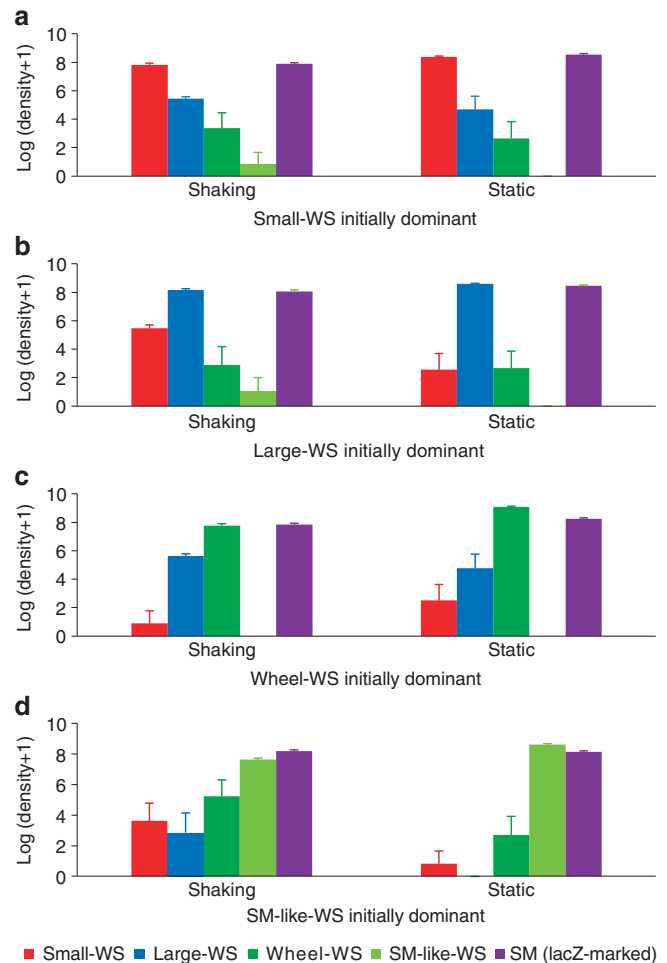 a
Log (density+1)
10
8
6
4
2
0
Shaking
Static
Small-WS initially dominant
b
Log (density+1)
10
8
6
4
2
0
Shaking
Static
Large-WS initially dominant
c
Log (density+1)
10
8
6
4
2
0
Shaking
Static
Wheel-WS initially dominant
d
Log (density+1)
10
8
6
4
2
0
Shaking
Static
SM-like-WS initially dominant
Small-WS Large-WS Wheel-WS SM-like-WS SM (lacZ-marked)